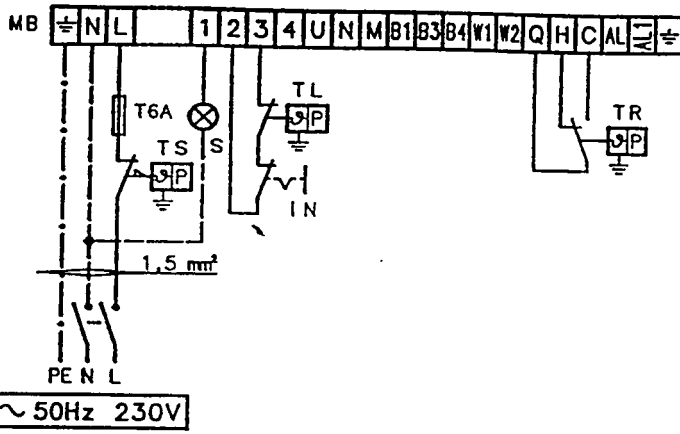 MB ⏚ N L 1 2 3 4 U N M B1 B3 B4 W1 W2 Q H C AL ⏚
T6A
S
TS
ϑ P
TL
ϑ P
IN
TR
ϑ P
1,5 mm²
PE N L
~ 50Hz 230V